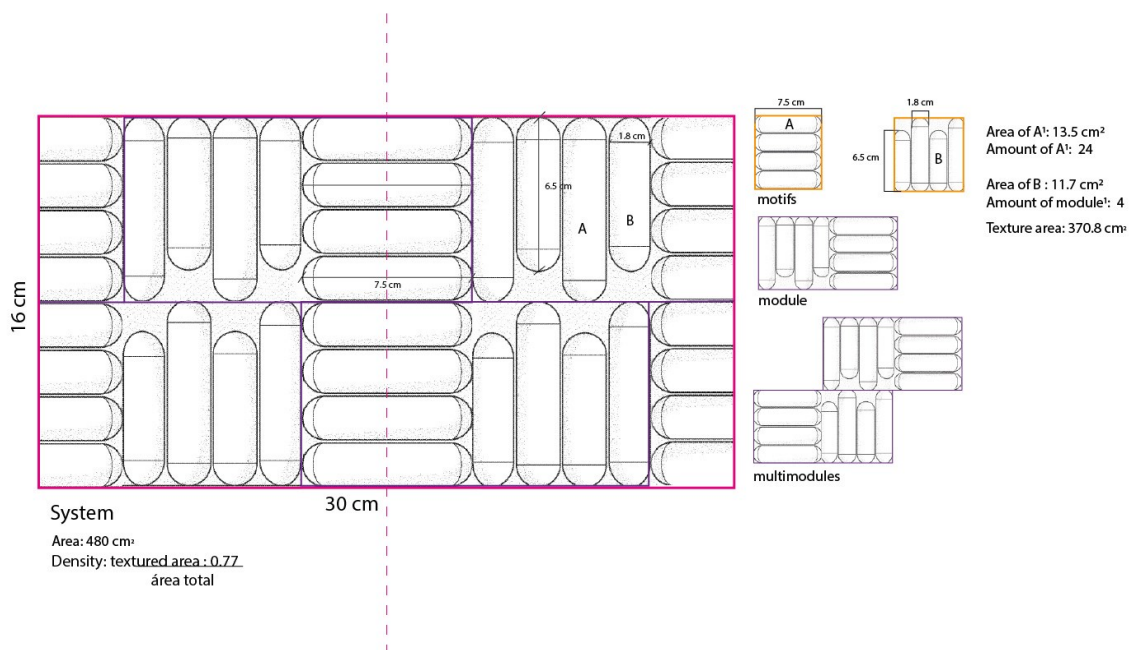 16 cm
1.8 cm
6.5 cm
A
B
7.5 cm
30 cm
System
Area: 480 cm²
Density: textured area : 0.77
área total
7.5 cm
A
motifs
1.8 cm
6.5 cm
B
module
multimodules
Area of A¹: 13.5 cm²
Amount of A¹: 24
Area of B : 11.7 cm²
Amount of module¹: 4
Texture area: 370.8 cm²